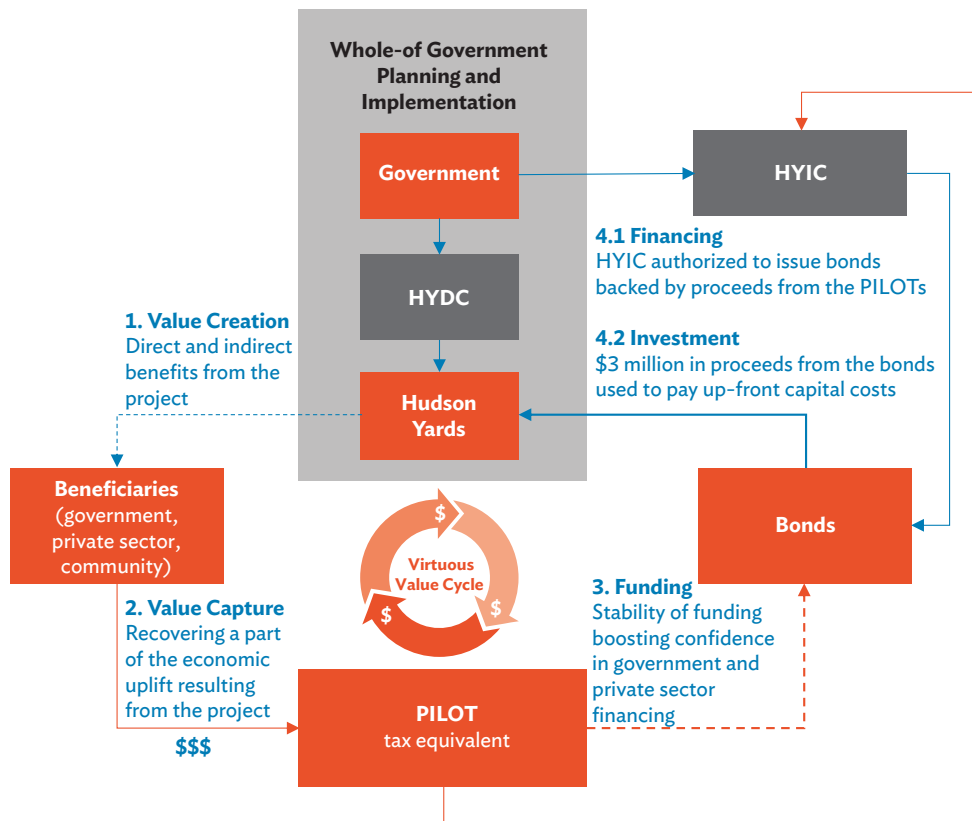 Whole-of Government
Planning and
Implementation
Government
HYIC
4.1 Financing
HYIC authorized to issue bonds
backed by proceeds from the PILOTs
HYDC
1. Value Creation
Direct and indirect
benefits from the
project
4.2 Investment
$3 million in proceeds from the bonds
used to pay up-front capital costs
Hudson
Yards
Beneficiaries
(government,
private sector,
community)
Bonds
$
Virtuous
Value Cycle
$
$
2. Value Capture
Recovering a part
of the economic
uplift resulting
from the project
$$$
3. Funding
Stability of funding
boosting confidence
in government and
private sector
financing
PILOT
tax equivalent